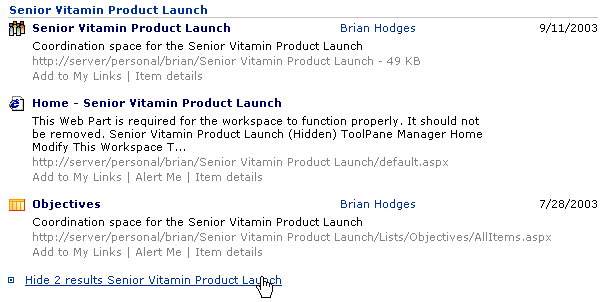 Senior Vitamin Product Launch
Senior Vitamin Product Launch Brian Hodges 9/11/2003
Coordination space for the Senior Vitamin Product Launch
http://server/personal/brian/Senior Vitamin Product Launch - 49 KB
Add to My Links | Item details
Home - Senior Vitamin Product Launch
This Web Part is required for the workspace to function properly. It should not
be removed. Senior Vitamin Product Launch (Hidden) ToolPane Manager Home
Modify This Workspace T...
http://server/personal/brian/Senior Vitamin Product Launch/default.aspx
Add to My Links | Alert Me | Item details
Objectives Brian Hodges 7/28/2003
Coordination space for the Senior Vitamin Product Launch
http://server/personal/brian/Senior Vitamin Product Launch/Lists/Objectives/AllItems.aspx
Add to My Links | Alert Me | Item details
Hide 2 results Senior Vitamin Product Launch